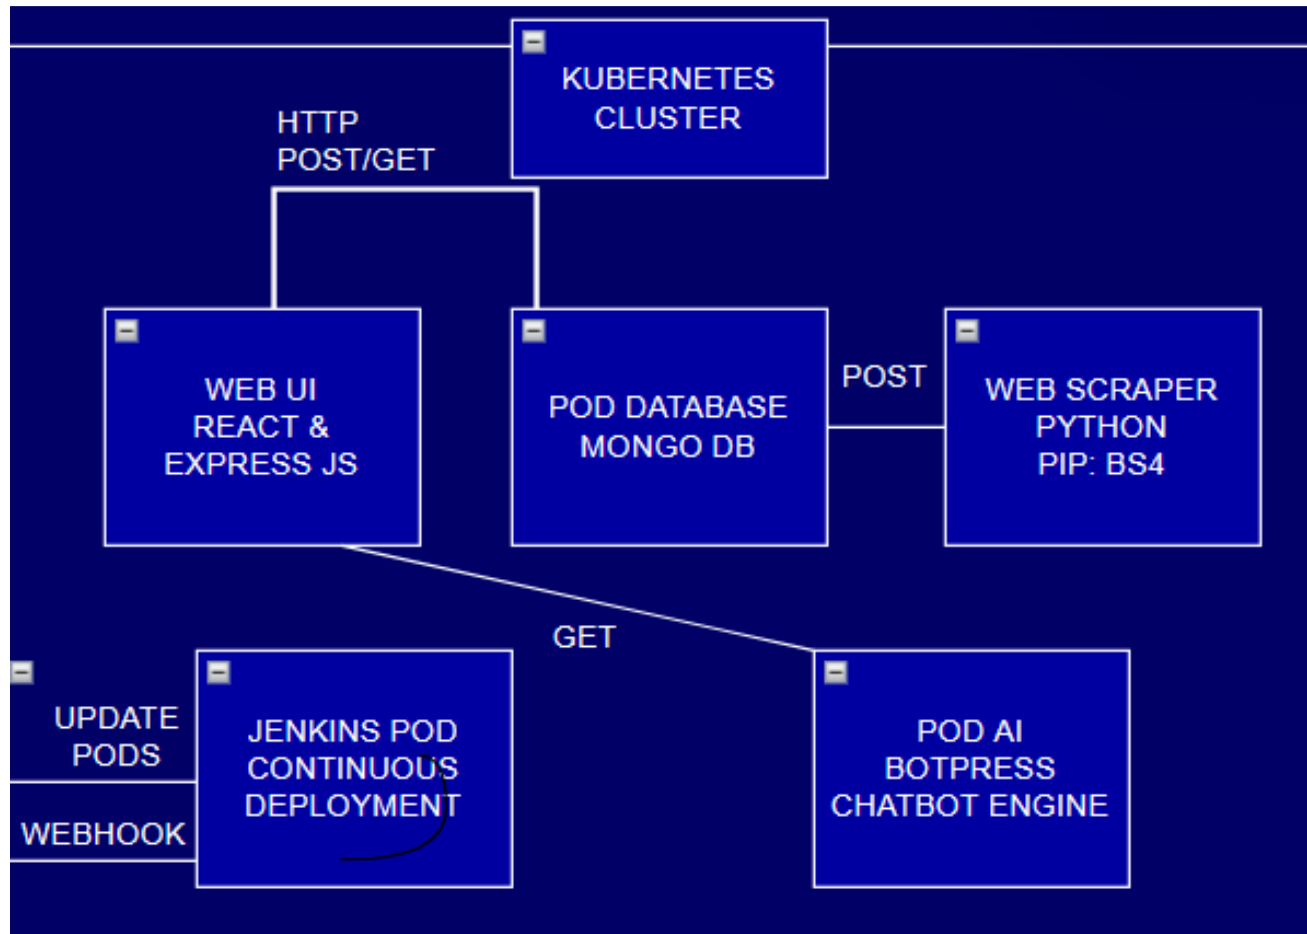 KUBERNETES
CLUSTER
HTTP
POST/GET
WEB UI
REACT &
EXPRESS JS
POD DATABASE
MONGO DB
POST
WEB SCRAPER
PYTHON
PIP: BS4
GET
UPDATE
PODS
WEBHOOK
JENKINS POD
CONTINUOUS
DEPLOYMENT
POD AI
BOTPRESS
CHATBOT ENGINE